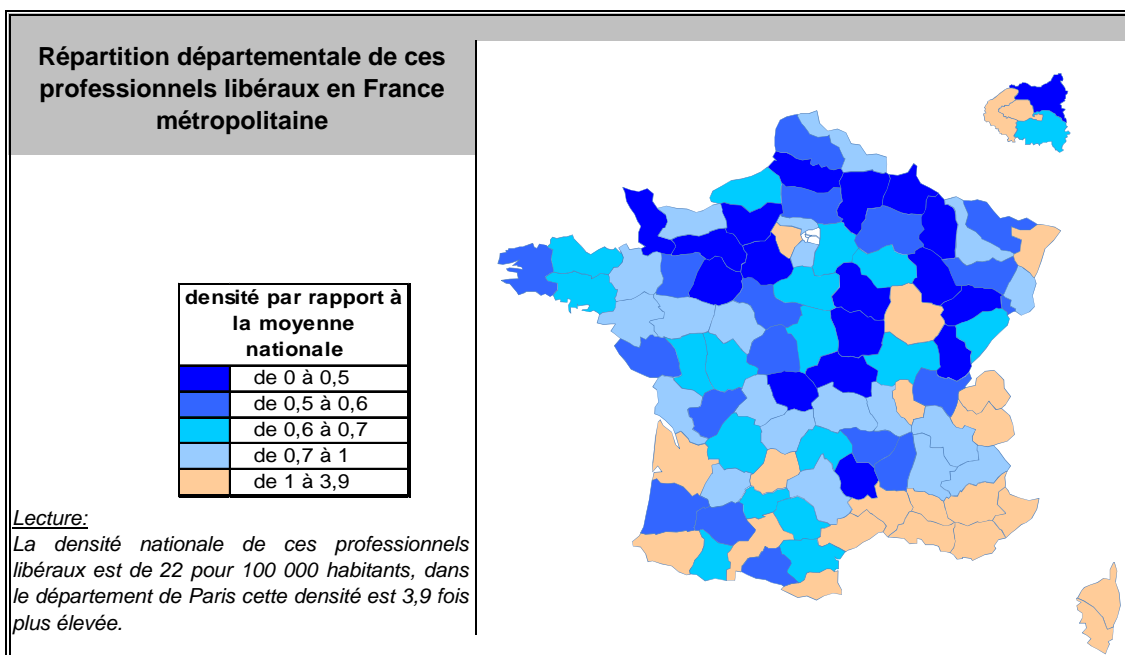 Répartition départementale de ces
professionnels libéraux en France
métropolitaine
densité par rapport à
la moyenne
nationale
de 0 à 0,5
de 0,5 à 0,6
de 0,6 à 0,7
de 0,7 à 1
de 1 à 3,9
Lecture:
La densité nationale de ces professionnels
libéraux est de 22 pour 100 000 habitants, dans
le département de Paris cette densité est 3,9 fois
plus élevée.